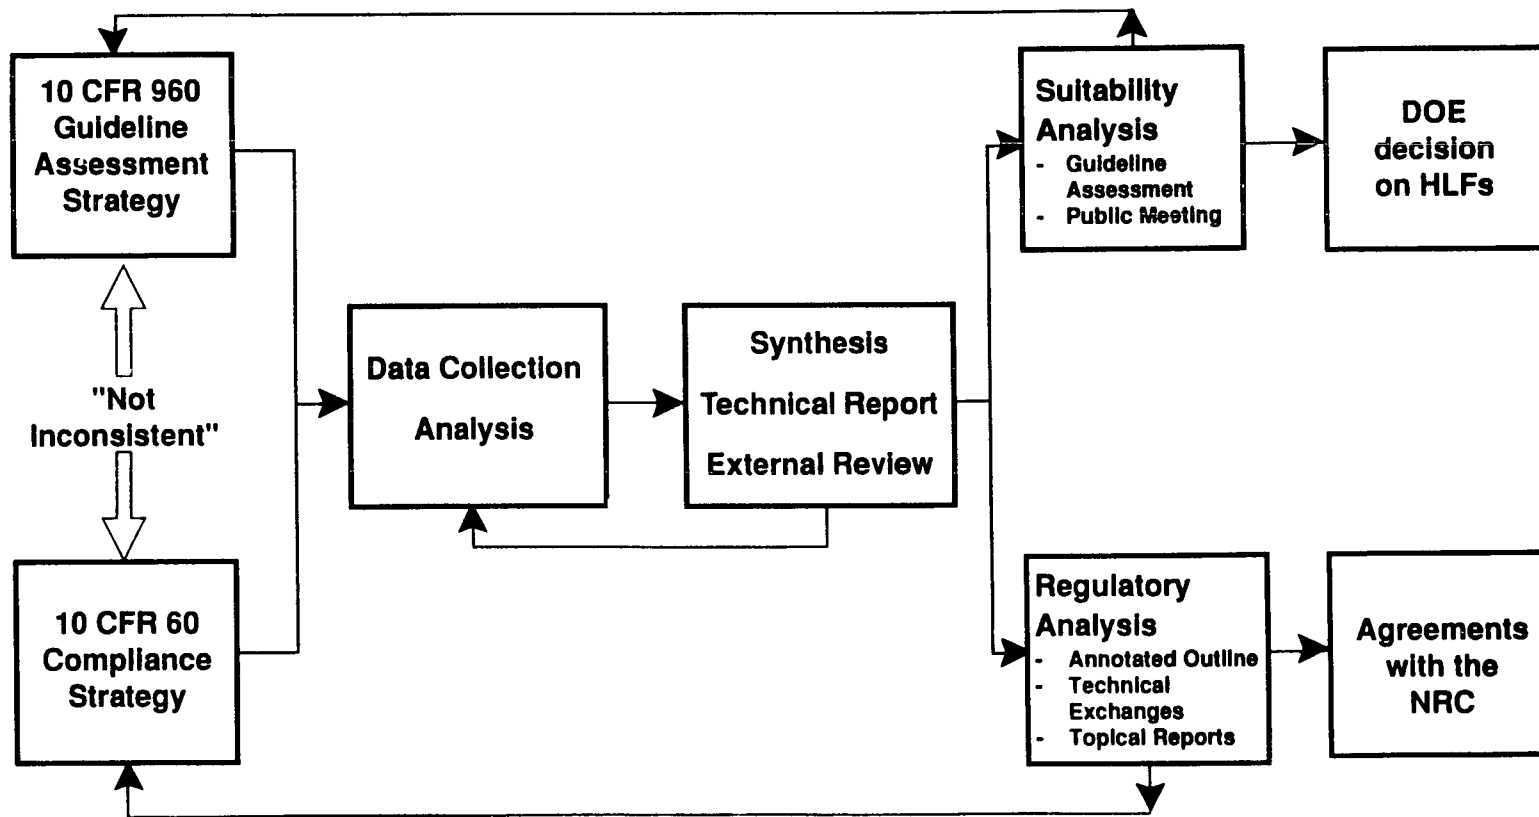 10 CFR 960
Guideline
Assessment
Strategy
"Not
Inconsistent"
10 CFR 60
Compliance
Strategy
Data Collection
Analysis
Synthesis
Technical Report
External Review
Suitability
Analysis
- Guideline
Assessment
- Public Meeting
DOE
decision
on HLFs
Regulatory
Analysis
- Annotated Outline
- Technical
Exchanges
- Topical Reports
Agreements
with the
NRC